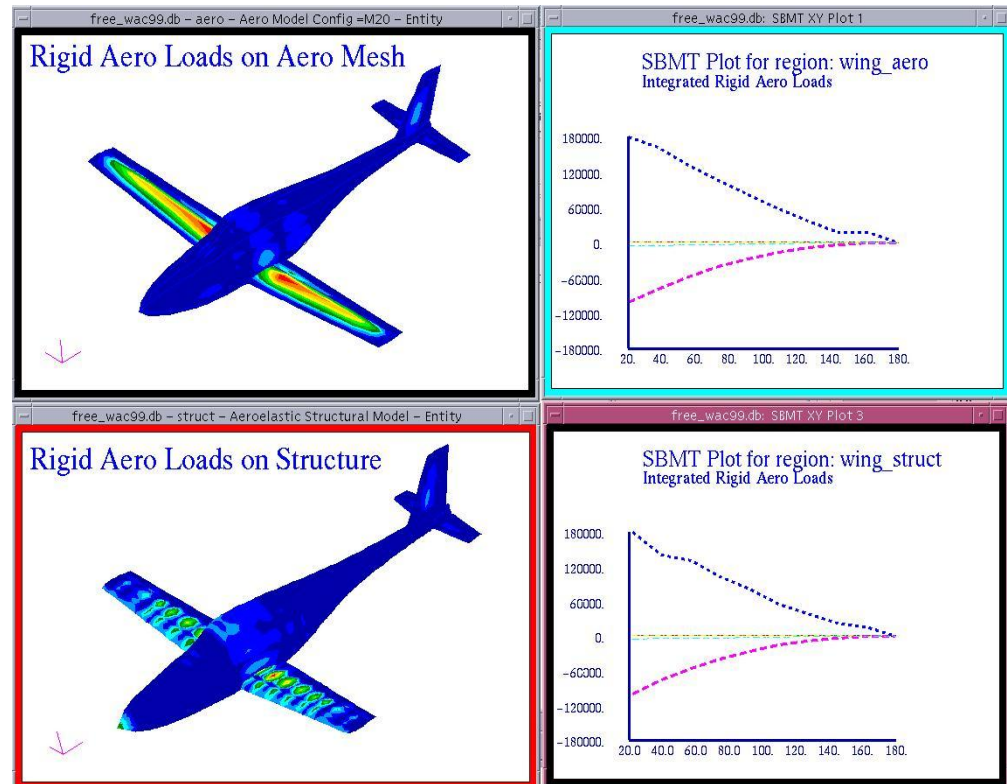 free_wac99.db - aero - Aero Model Config =M20 - Entity
Rigid Aero Loads on Aero Mesh
free_wac99.db: SBMT XY Plot 1
SBMT Plot for region: wing_aero
Integrated Rigid Aero Loads
180000.
120000.
60000.
0.
-60000.
-120000.
-180000.
20. 40. 60. 80. 100. 120. 140. 160. 180.
free_wac99.db - struct - Aeroelastic Structural Model - Entity
Rigid Aero Loads on Structure
free_wac99.db: SBMT XY Plot 3
SBMT Plot for region: wing_struct
Integrated Rigid Aero Loads
180000.
120000.
60000.
0.
-60000.
-120000.
-180000.
20.0 40.0 60.0 80. 100. 120. 140. 160. 180.